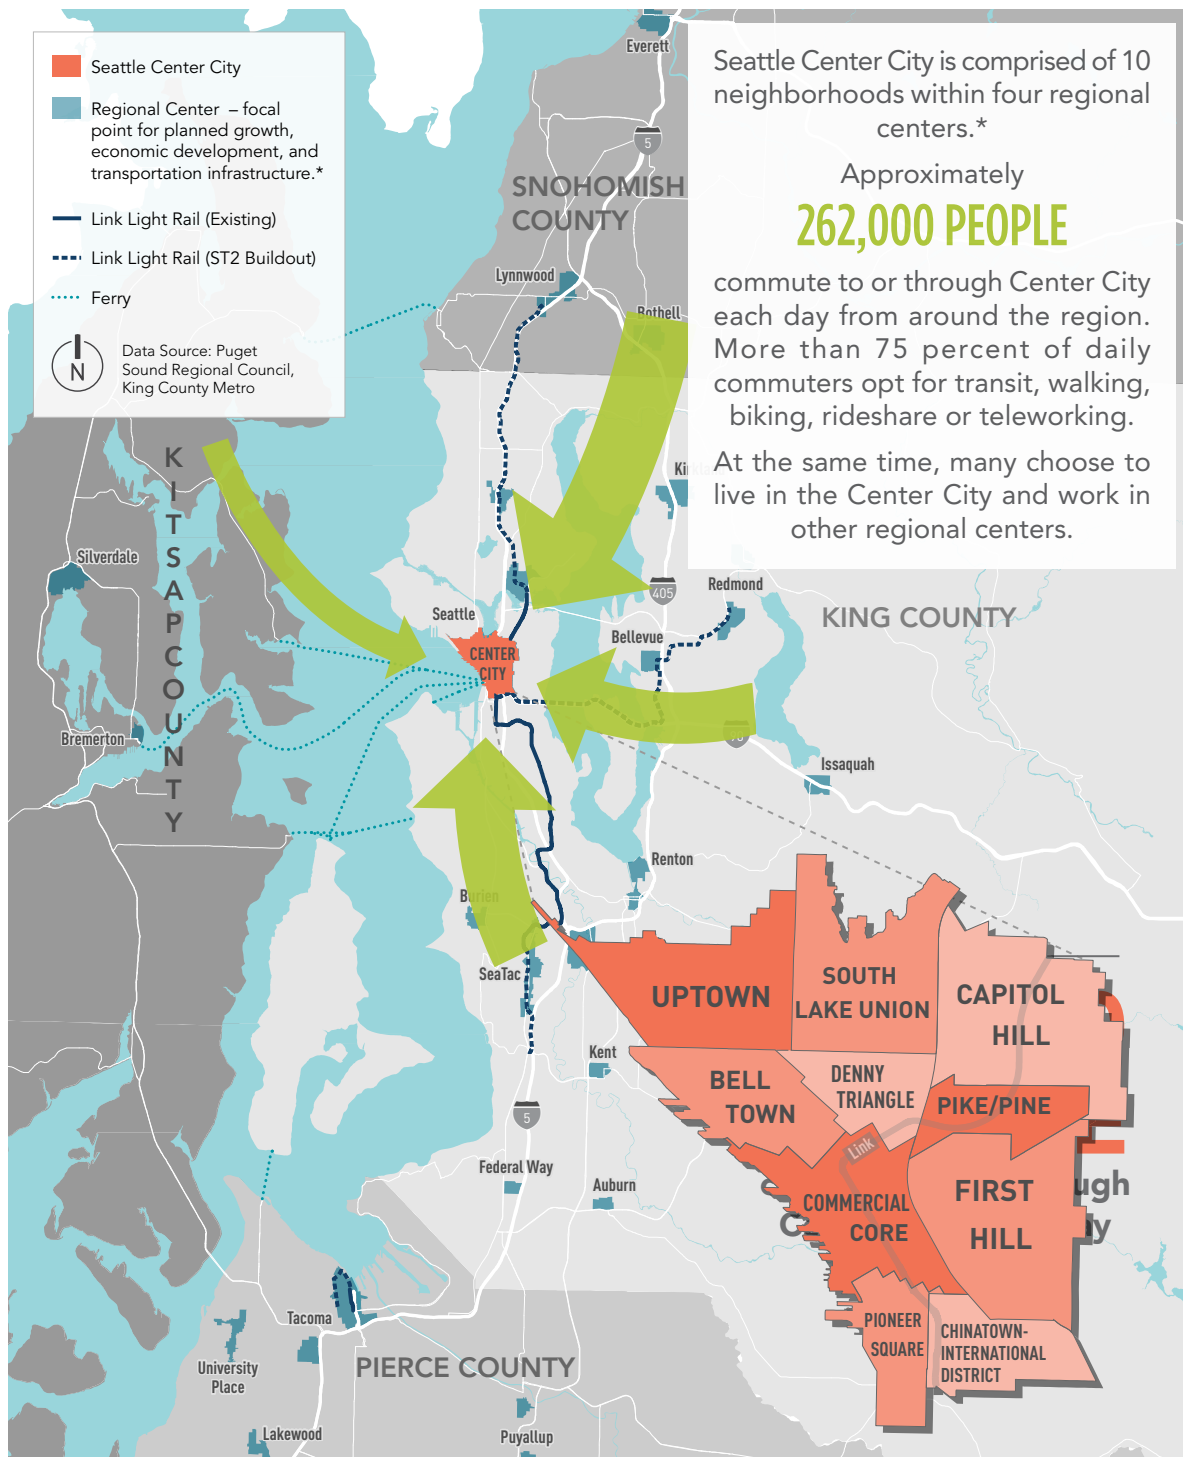 Seattle Center City
Regional Center – focal
point for planned growth,
economic development, and
transportation infrastructure.*
Link Light Rail (Existing)
Link Light Rail (ST2 Buildout)
Ferry
N
Data Source: Puget
Sound Regional Council,
King County Metro
Seattle Center City is comprised of 10
neighborhoods within four regional
centers.*
Approximately
262,000 PEOPLE
commute to or through Center City
each day from around the region.
More than 75 percent of daily
commuters opt for transit, walking,
biking, rideshare or teleworking.
At the same time, many choose to
live in the Center City and work in
other regional centers.
Everett
5
SNOHOMISH
COUNTY
Lynnwood
Bothell
KITSAP COUNTY
Silverdale
Bremerton
405
Redmond
KING COUNTY
Seattle
Bellevue
CENTER
CITY
Issaquah
Renton
Burien
SeaTac
Kent
5
Federal Way
Auburn
Tacoma
University
Place
PIERCE COUNTY
Lakewood
Puyallup
UPTOWN
SOUTH
LAKE UNION
CAPITOL
HILL
BELL
TOWN
DENNY
TRIANGLE
PIKE/PINE
Link
COMMERCIAL
CORE
FIRST
HILL
PIONEER
SQUARE
CHINATOWN-
INTERNATIONAL
DISTRICT